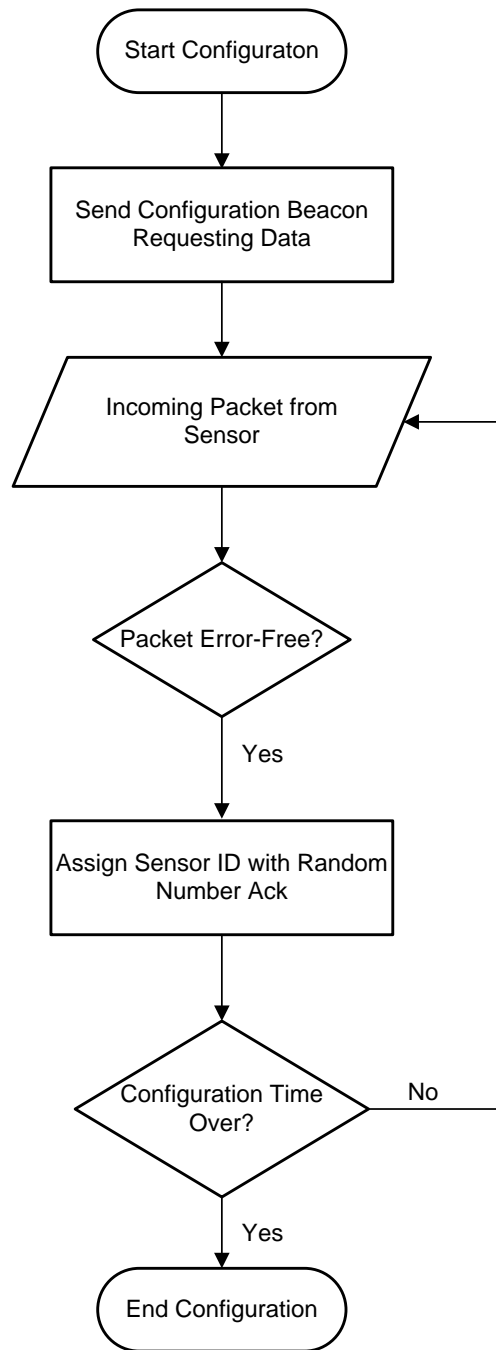 Start Configuraton
Send Configuration Beacon
Requesting Data
Incoming Packet from
Sensor
Packet Error-Free?
Yes
Assign Sensor ID with Random
Number Ack
Configuration Time
Over?
No
Yes
End Configuration